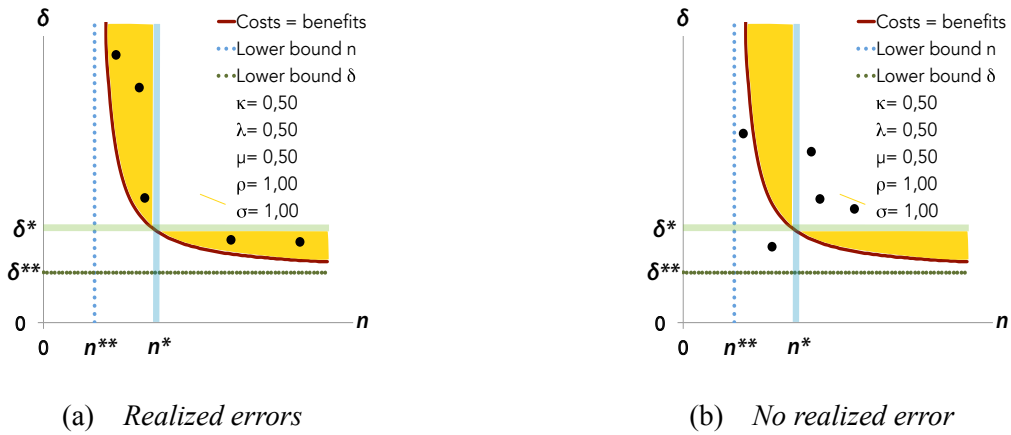 δ
Costs = benefits
Lower bound n
Lower bound δ
κ= 0,50
λ= 0,50
μ= 0,50
ρ= 1,00
σ= 1,00
δ*
δ**
0
n
0
n**
n*
(a) Realized errors
δ
Costs = benefits
Lower bound n
Lower bound δ
κ= 0,50
λ= 0,50
μ= 0,50
ρ= 1,00
σ= 1,00
δ*
δ**
0
n
0
n**
n*
(b) No realized error